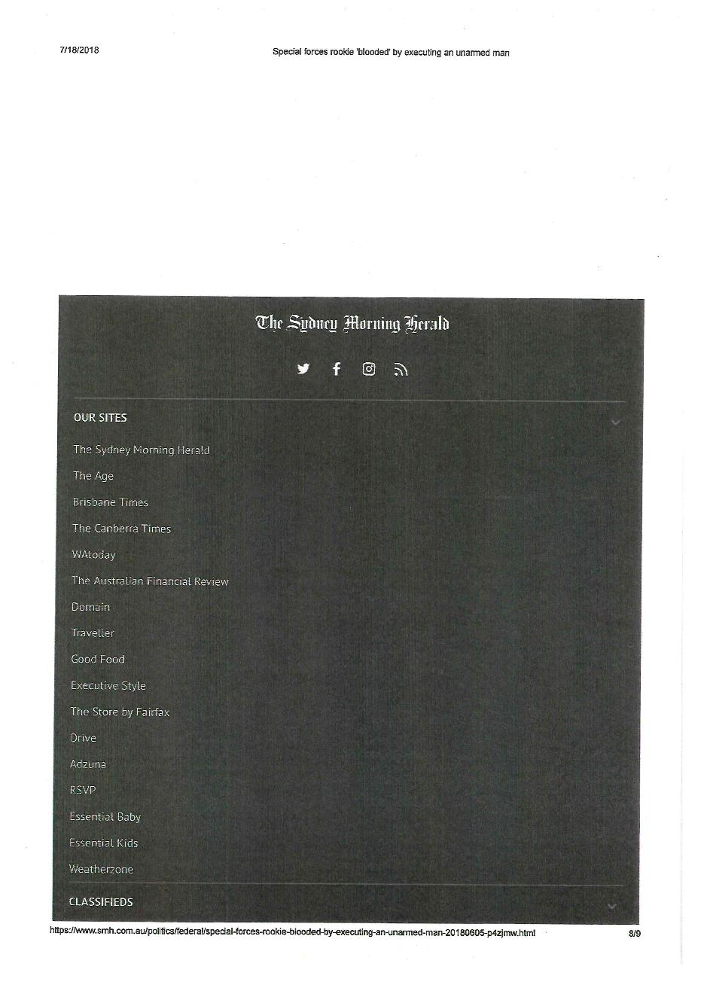 7/18/2018
Special forces rookie 'blooded' by executing an unarmed man
The Sydney Morning Herald
OUR SITES
The Sydney Morning Herald
The Age
Brisbane Times
The Canberra Times
WAtoday
The Australian Financial Review
Domain
Traveller
Good Food
Executive Style
The Store by Fairfax
Drive
Adzuna
RSVP
Essential Baby
Essential Kids
Weatherzone
CLASSIFIEDS
https://www.smh.com.au/politics/federal/special-forces-rookie-blooded-by-executing-an-unarmed-man-20180605-p4zjmw.html
8/9